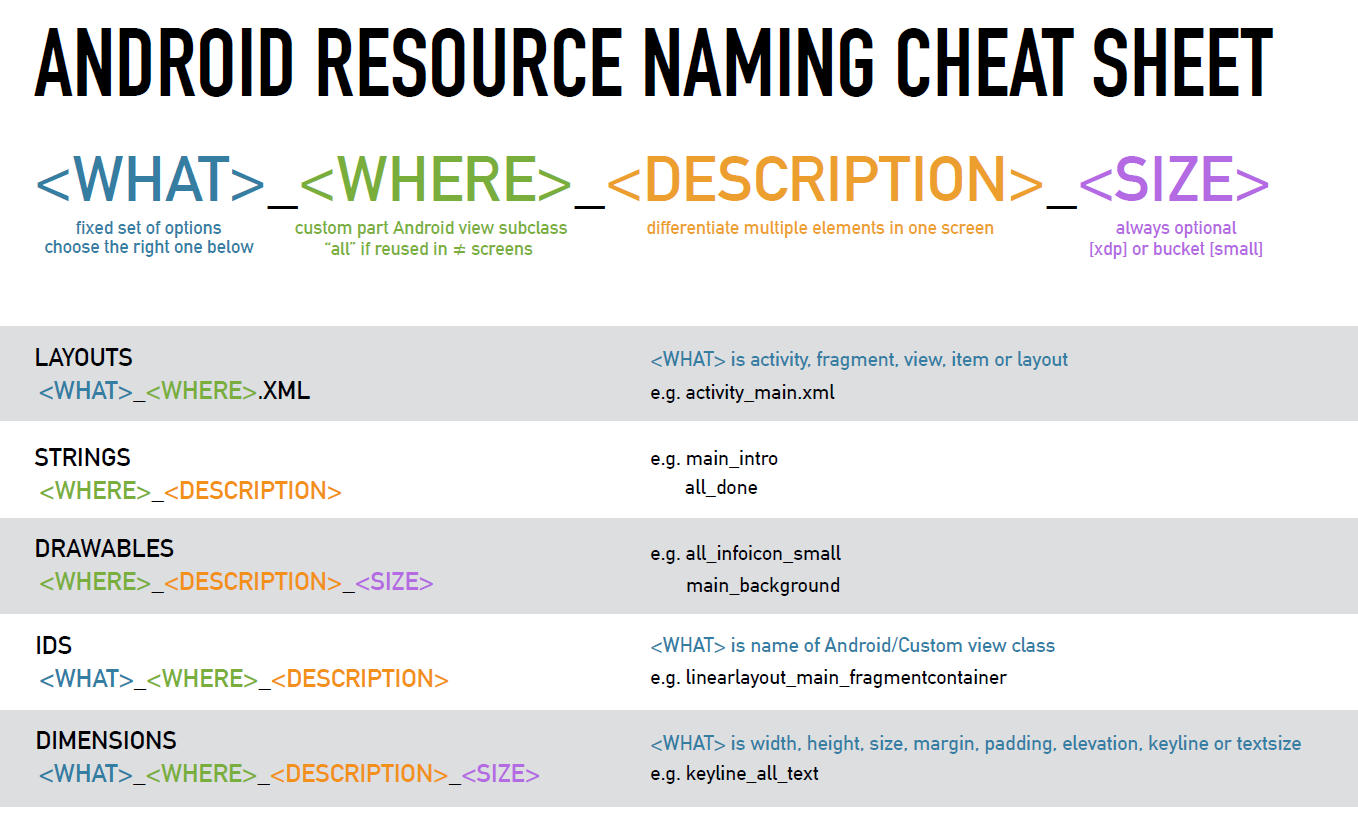 ANDROID RESOURCE NAMING CHEAT SHEET
<WHAT>_<WHERE>_<DESCRIPTION>_<SIZE>
fixed set of options
choose the right one below
custom part Android view subclass
“all” if reused in ≠ screens
differentiate multiple elements in one screen
always optional
[xdp] or bucket [small]
LAYOUTS
<WHAT>_<WHERE>.XML
<WHAT> is activity, fragment, view, item or layout
e.g. activity_main.xml
STRINGS
<WHERE>_<DESCRIPTION>
e.g. main_intro
all_done
DRAWABLES
<WHERE>_<DESCRIPTION>_<SIZE>
e.g. all_infoicon_small
main_background
IDS
<WHAT>_<WHERE>_<DESCRIPTION>
<WHAT> is name of Android/Custom view class
e.g. linearlayout_main_fragmentcontainer
DIMENSIONS
<WHAT>_<WHERE>_<DESCRIPTION>_<SIZE>
<WHAT> is width, height, size, margin, padding, elevation, keyline or textsize
e.g. keyline_all_text